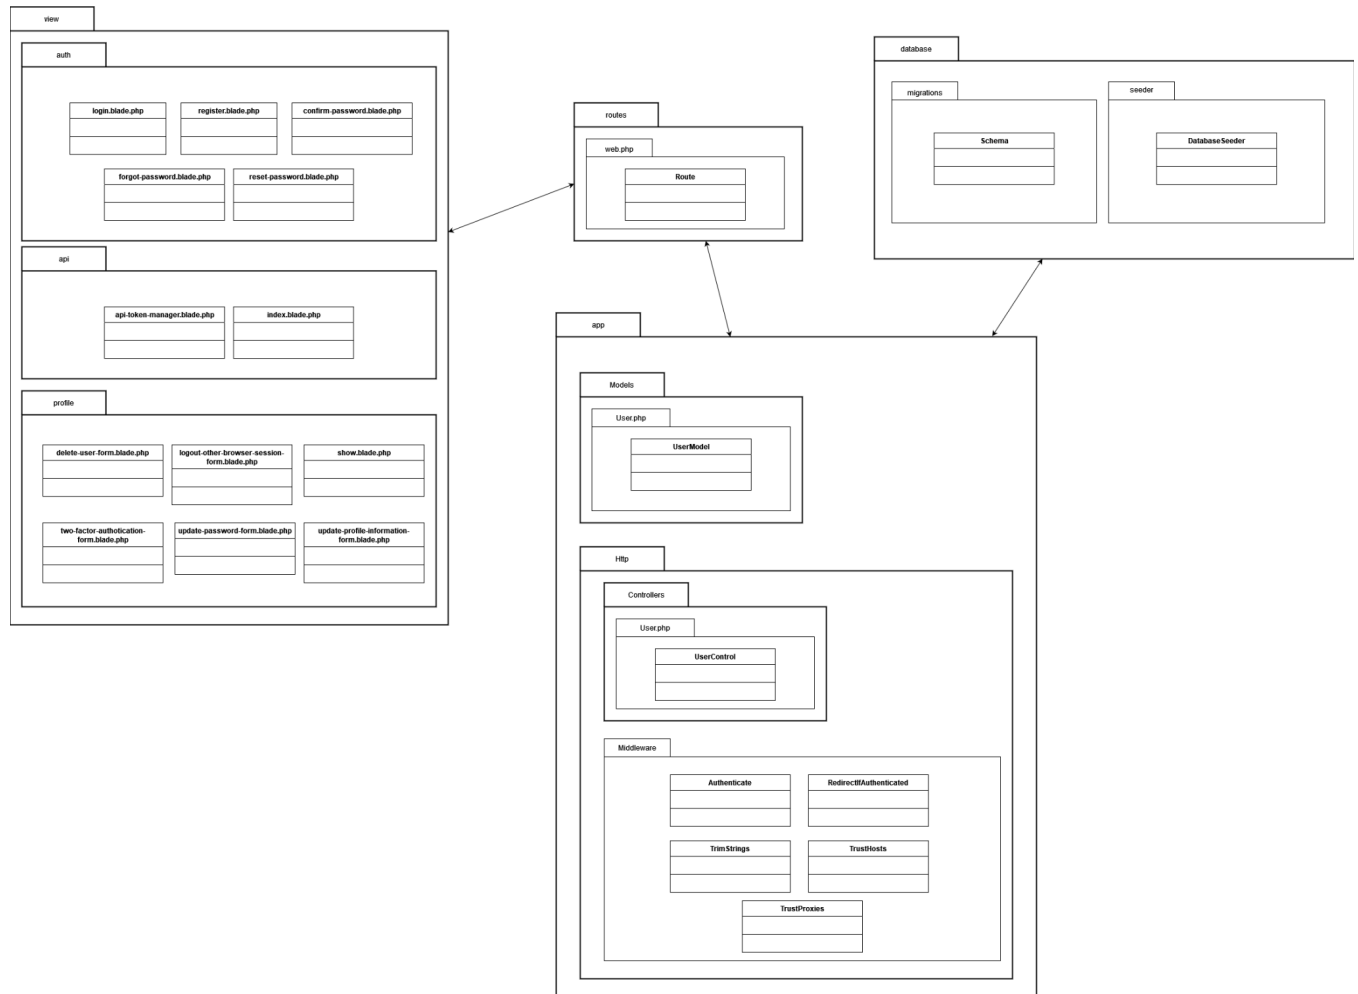 view
auth
login.blade.php
register.blade.php
confirm-password.blade.php
forgot-password.blade.php
reset-password.blade.php
api
api-token-manager.blade.php
index.blade.php
profile
delete-user-form.blade.php
logout-other-browser-session-
form.blade.php
show.blade.php
two-factor-authotication-
form.blade.php
update-password-form.blade.php
update-profile-information-
form.blade.php
routes
web.php
Route
database
migrations
Schema
seeder
DatabaseSeeder
app
Models
User.php
UserModel
Http
Controllers
User.php
UserControl
Middleware
Authenticate
RedirectIfAuthenticated
TrimStrings
TrustHosts
TrustProxies